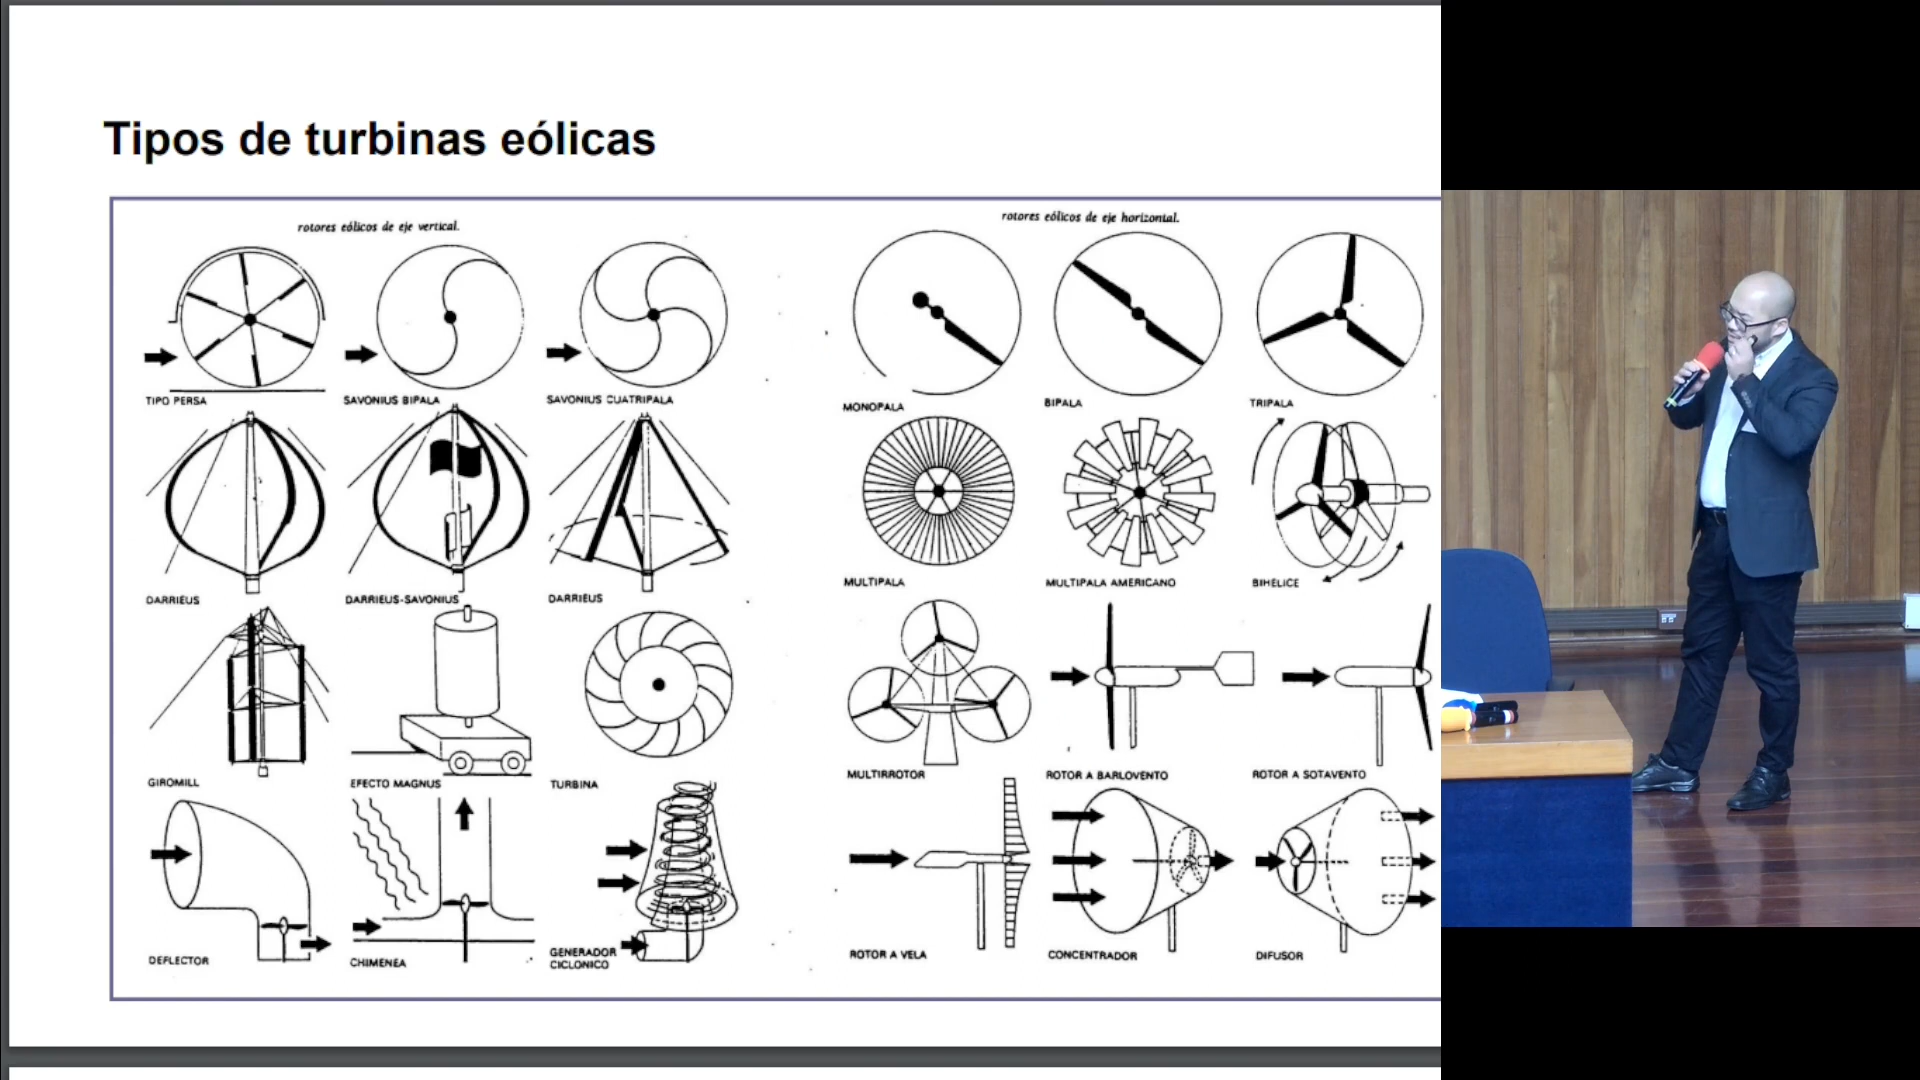 Tipos de turbinas eólicas
rotores eólicos de eje vertical.
TIPO PERSA
SAVONIUS BIPALA
SAVONIUS CUATRIPALA
DARRIEUS
DARRIEUS-SAVONIUS
DARRIEUS
GIROMILL
EFECTO MAGNUS
TURBINA
DEFLECTOR
CHIMENEA
GENERADOR
CICLONICO
rotores eólicos de eje horizontal.
MONOPALA
BIPALA
TRIPALA
MULTIPALA
MULTIPALA AMERICANO
BIHELICE
MULTIRROTOR
ROTOR A BARLOVENTO
ROTOR A SOTAVENTO
ROTOR A VELA
CONCENTRADOR
DIFUSOR